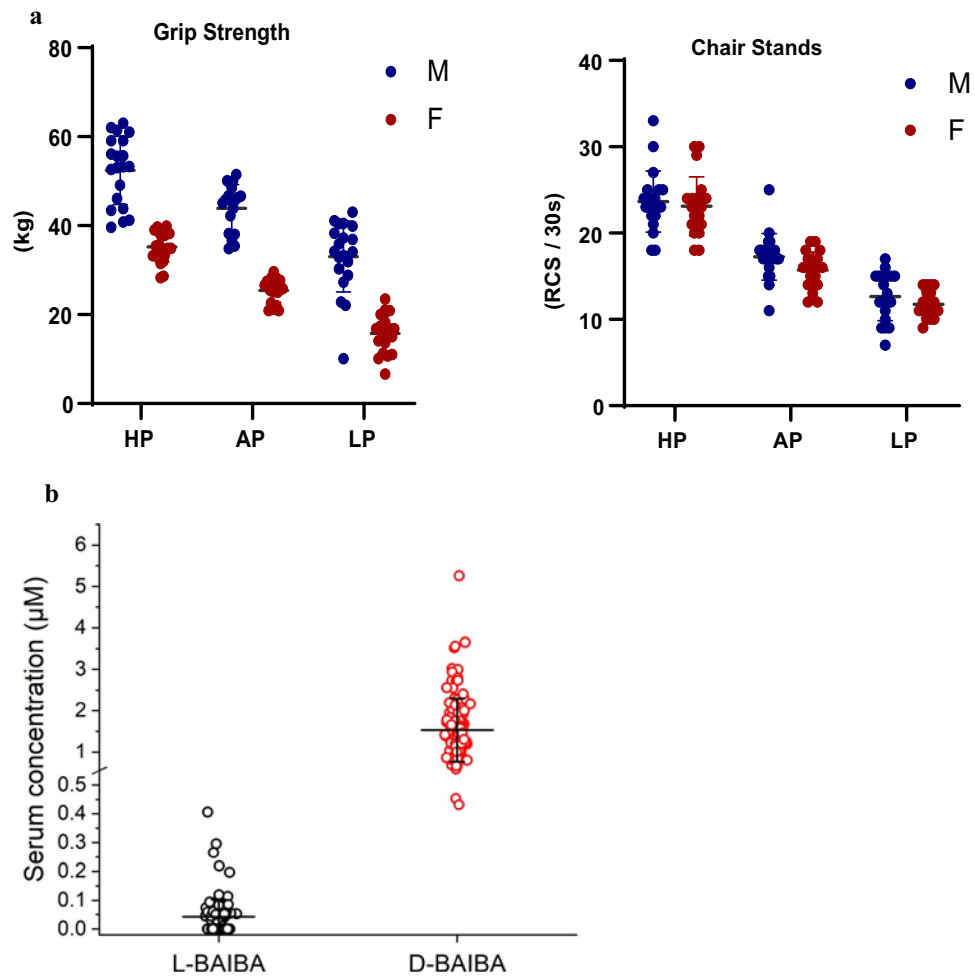 a
Grip Strength
80
60
40
20
0
(kg)
M
F
HP AP LP
Chair Stands
40
30
20
10
0
(RCS / 30s)
M
F
HP AP LP
b
6
5
4
3
2
1
0.5
0.4
0.3
0.2
0.1
0.0
Serum concentration (µM)
L-BAIBA D-BAIBA